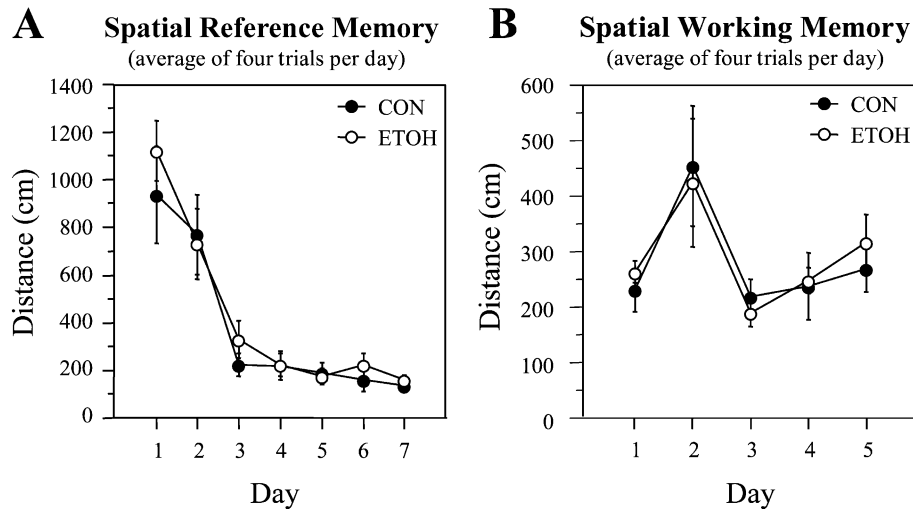 A
Spatial Reference Memory
(average of four trials per day)
1400
1200
1000
800
600
400
200
0
Distance (cm)
CON
ETOH
1 2 3 4 5 6 7
Day
B
Spatial Working Memory
(average of four trials per day)
600
500
400
300
200
100
0
Distance (cm)
CON
ETOH
1 2 3 4 5
Day